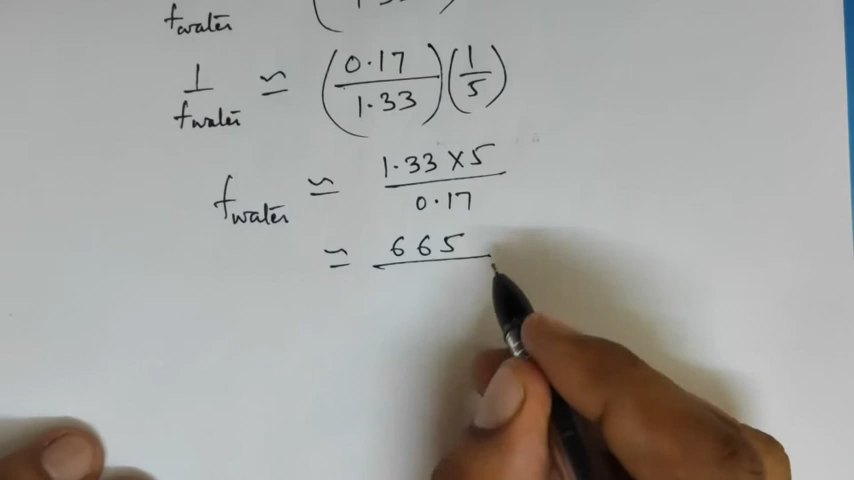 f_water
1/f_water ≃ (0.17/1.33)(1/5)
f_water ≃ 1.33 × 5/0.17
≃ 665